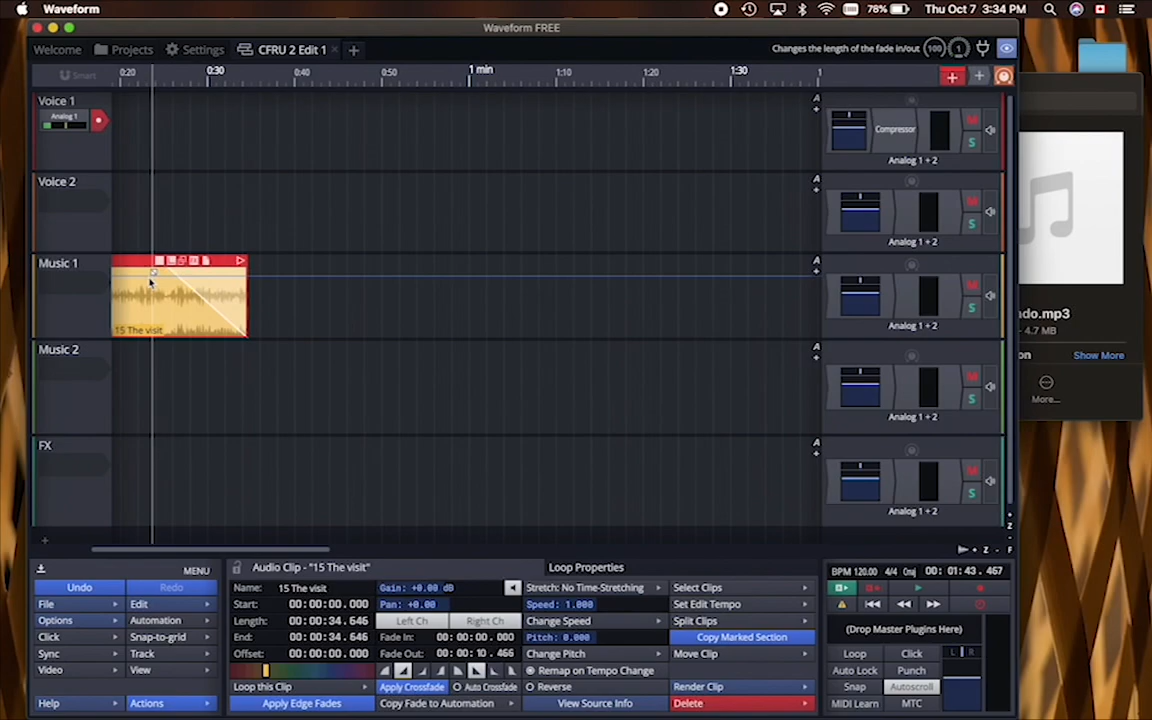 Waveform
78%
Thu Oct 7 3:34 PM
Waveform FREE
Welcome
Projects
Settings
CFRU 2 Edit 1
+
Changes the length of the fade in/out
100
1
Smart
0:20
0:30
0:40
0:50
1 min
1:10
1:20
1:30
1
Voice 1
Analog 1
A
Compressor
M
S
Analog 1 + 2
Voice 2
A
M
S
Analog 1 + 2
Music 1
15 The visit
A
M
S
Analog 1 + 2
Music 2
A
M
S
Analog 1 + 2
FX
A
M
S
Analog 1 + 2
ndo.mp3
4.7 MB
on
Show More
More...
Z
F
- Z - F
MENU
Undo
Redo
File
Edit
Options
Automation
Click
Snap-to-grid
Sync
Track
Video
View
Help
Actions
Audio Clip - "15 The visit"
Loop Properties
Name: 15 The visit
Start: 00:00:00.000
Length: 00:00:34.646
End: 00:00:34.646
Offset: 00:00:00.000
Loop this Clip
Apply Edge Fades
Gain: +0.00 dB
Pan: +0.00
Left Ch
Right Ch
Fade In: 00:00:00.000
Fade Out: 00:00:10.466
Apply Crossfade
Auto Crossfade
Copy Fade to Automation
Stretch: No Time-Stretching
Speed: 1.000
Change Speed
Pitch: 0.000
Change Pitch
Remap on Tempo Change
Reverse
View Source Info
Select Clips
Set Edit Tempo
Split Clips
Copy Marked Section
Move Clip
Render Clip
Delete
BPM 120.00 4/4 Cmaj 00:01:43.467
(Drop Master Plugins Here)
Loop
Click
Auto Lock
Punch
Snap
Autoscroll
MIDI Learn
MTC
L
R